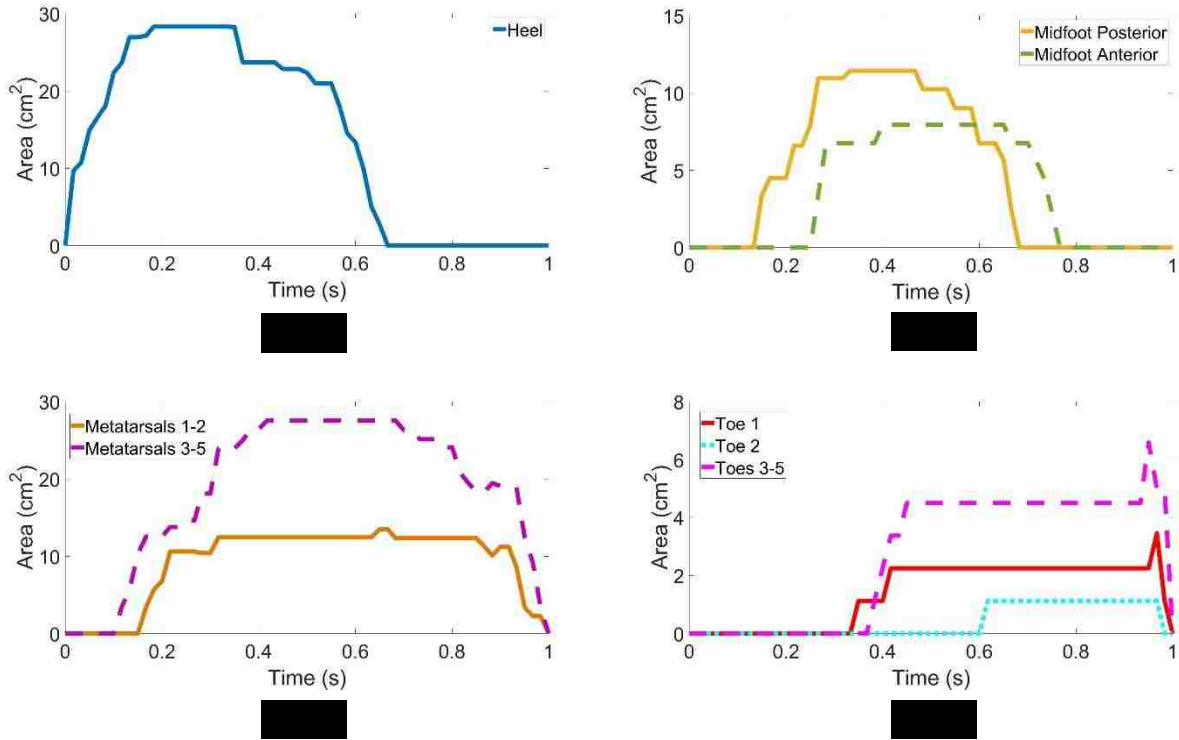 30
20
10
0
Area (cm²)
Heel
0 0.2 0.4 0.6 0.8 1
Time (s)
15
10
5
0
Area (cm²)
Midfoot Posterior
Midfoot Anterior
0 0.2 0.4 0.6 0.8 1
Time (s)
30
20
10
0
Area (cm²)
Metatarsals 1-2
Metatarsals 3-5
0 0.2 0.4 0.6 0.8 1
Time (s)
8
6
4
2
0
Area (cm²)
Toe 1
Toe 2
Toes 3-5
0 0.2 0.4 0.6 0.8 1
Time (s)